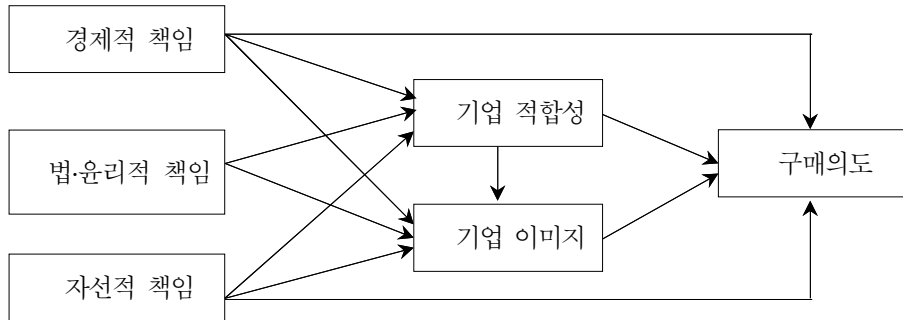 경제적 책임
기업 적합성
법·윤리적 책임
구매의도
기업 이미지
자선적 책임